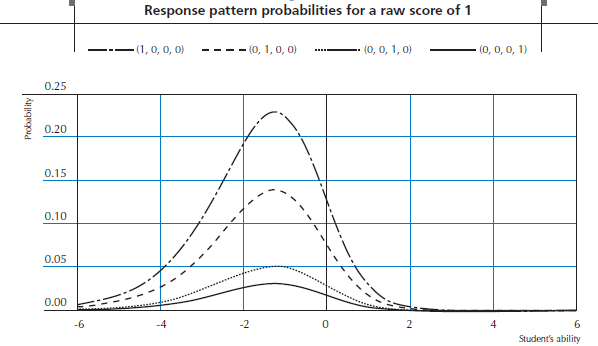 Response pattern probabilities for a raw score of 1
(1, 0, 0, 0) (0, 1, 0, 0) (0, 0, 1, 0) (0, 0, 0, 1)
Probability
0.25
0.20
0.15
0.10
0.05
0.00
-6 -4 -2 0 2 4 6
Student's ability